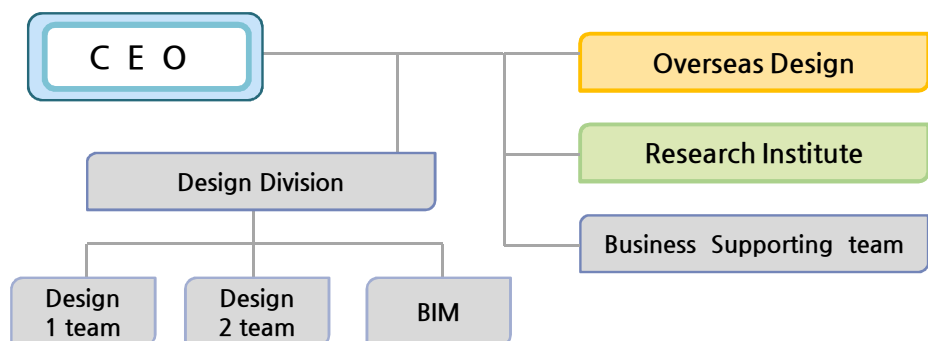 C E O
Overseas Design
Research Institute
Design Division
Business Supporting team
Design
1 team
Design
2 team
BIM